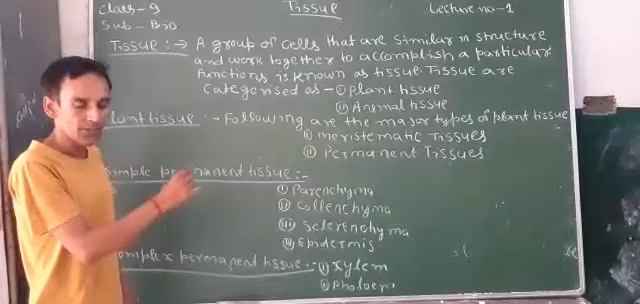 Class-9
Tissue
Lecture no-1
Sub-Bio
Tissue :-> A group of cells that are similar in structure
and work together to accomplish a particular
functions is known as tissue. Tissue are
categorised as - (i) plant tissue
(ii) Animal tissue
lant tissue :-> Following are the major types of plant tissue
(i) Meristematic Tissues
(ii) Permanent Tissues
imple permanent tissue :-
(i) Parenchyma
(ii) Collenchyma
(iii) Sclerenchyma
(iv) Epidermis
omplex permanent tissue :- (i) Xylem
(ii) Phloem